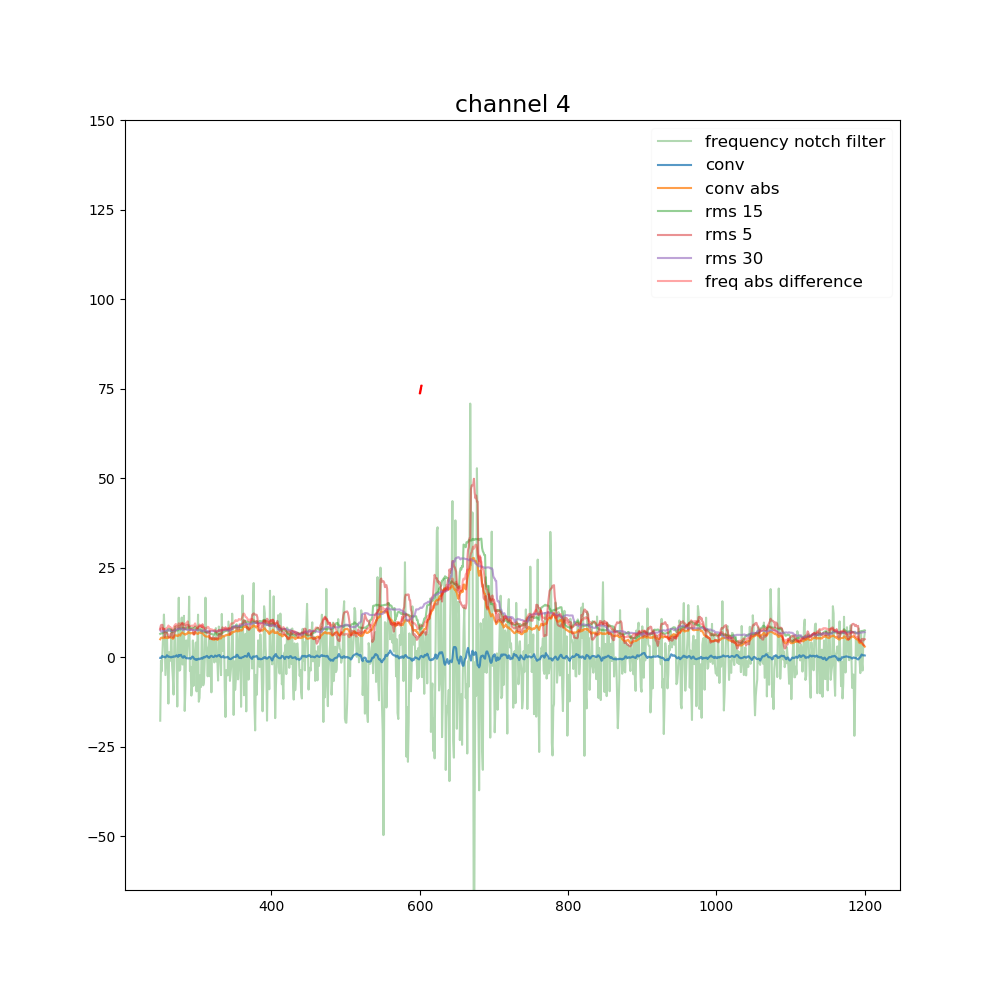 channel 4
150
125
100
75
50
25
0
−25
−50
400 600 800 1000 1200
frequency notch filter
conv
conv abs
rms 15
rms 5
rms 30
freq abs difference